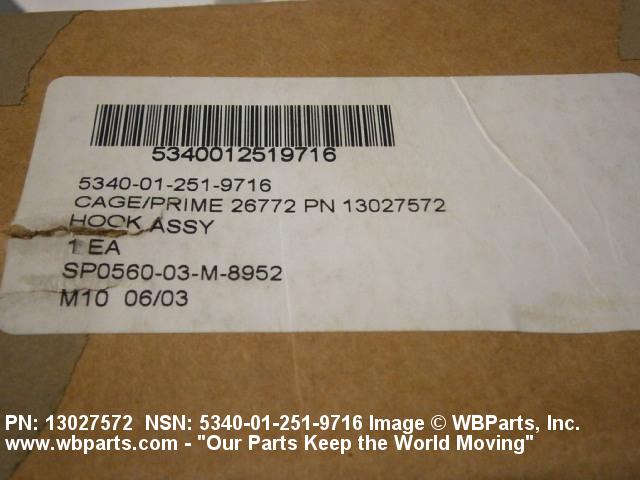 5340012519716
5340-01-251-9716
CAGE/PRIME 26772 PN 13027572
HOOK ASSY
1 EA
SP0560-03-M-8952
M10 06/03
PN: 13027572 NSN: 5340-01-251-9716 Image © WBParts, Inc.
www.wbparts.com - "Our Parts Keep the World Moving"